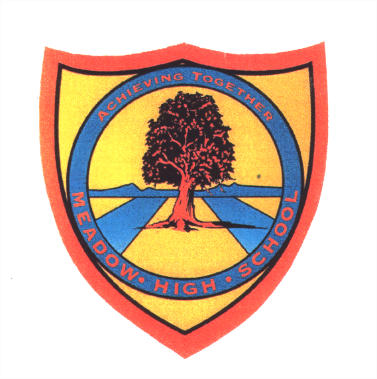 ACHIEVING TOGETHER
MEADOW • HIGH • SCHOOL